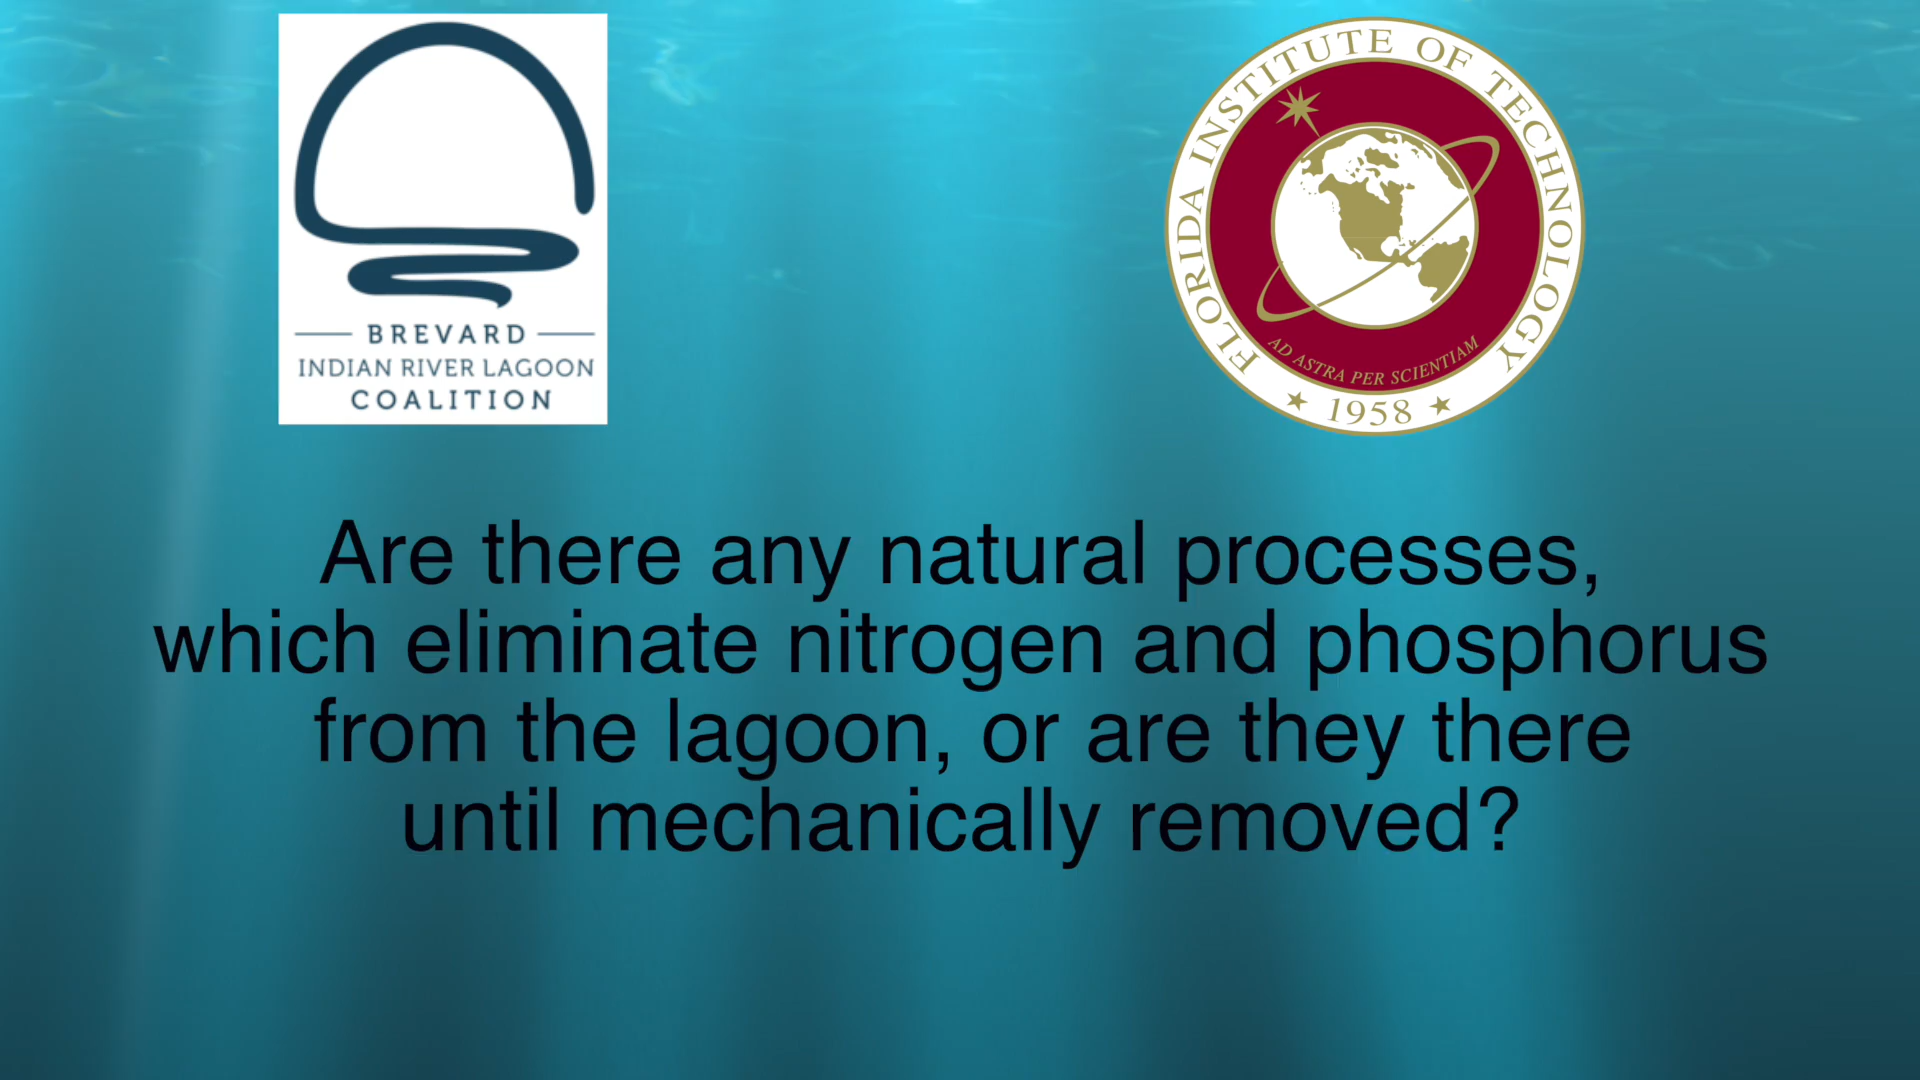 BREVARD
INDIAN RIVER LAGOON
COALITION
FLORIDA INSTITUTE OF TECHNOLOGY
AD ASTRA PER SCIENTIAM
1958
Are there any natural processes,
which eliminate nitrogen and phosphorus
from the lagoon, or are they there
until mechanically removed?